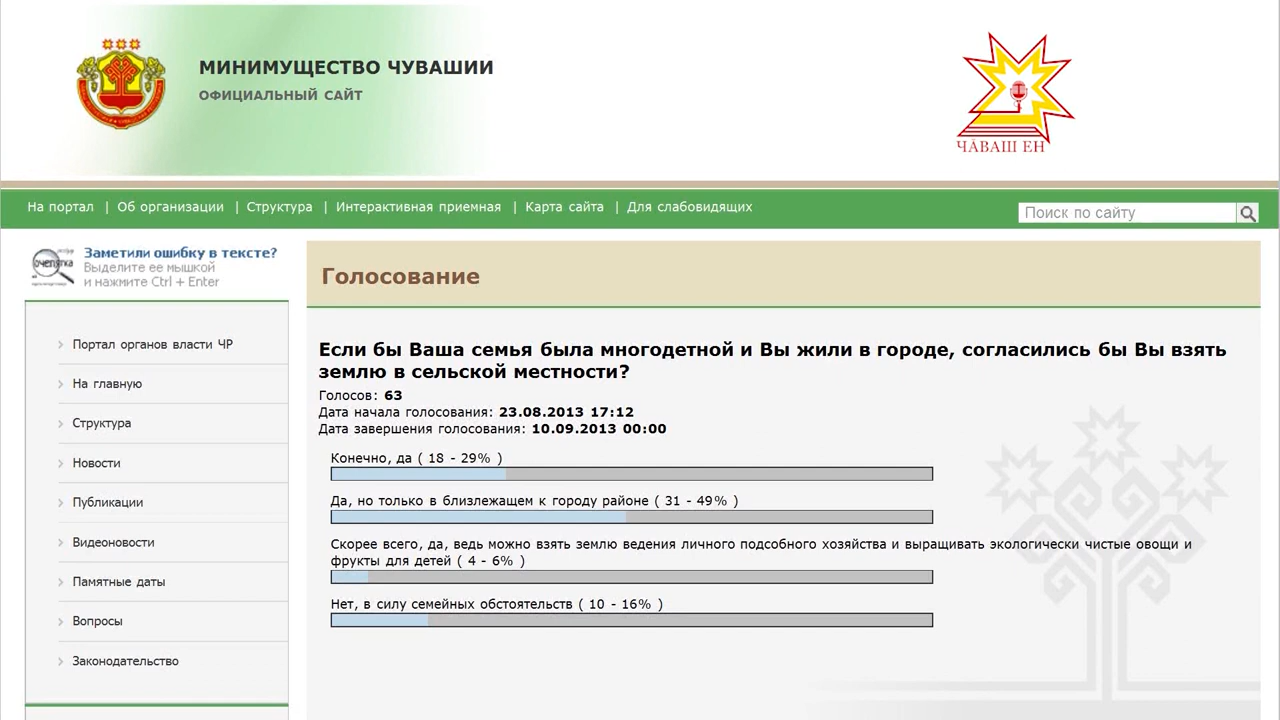 МИНИМУЩЕСТВО ЧУВАШИИ
ОФИЦИАЛЬНЫЙ САЙТ
ЧӐВАШ ЕН
На портал | Об организации | Структура | Интерактивная приемная | Карта сайта | Для слабовидящих
Поиск по сайту
очепятка
Заметили ошибку в тексте?
Выделите ее мышкой
и нажмите Ctrl + Enter
Портал органов власти ЧР
На главную
Структура
Новости
Публикации
Видеоновости
Памятные даты
Вопросы
Законодательство
Голосование
Если бы Ваша семья была многодетной и Вы жили в городе, согласились бы Вы взять
землю в сельской местности?
Голосов: 63
Дата начала голосования: 23.08.2013 17:12
Дата завершения голосования: 10.09.2013 00:00
Конечно, да ( 18 - 29% )
Да, но только в близлежащем к городу районе ( 31 - 49% )
Скорее всего, да, ведь можно взять землю ведения личного подсобного хозяйства и выращивать экологически чистые овощи и
фрукты для детей ( 4 - 6% )
Нет, в силу семейных обстоятельств ( 10 - 16% )